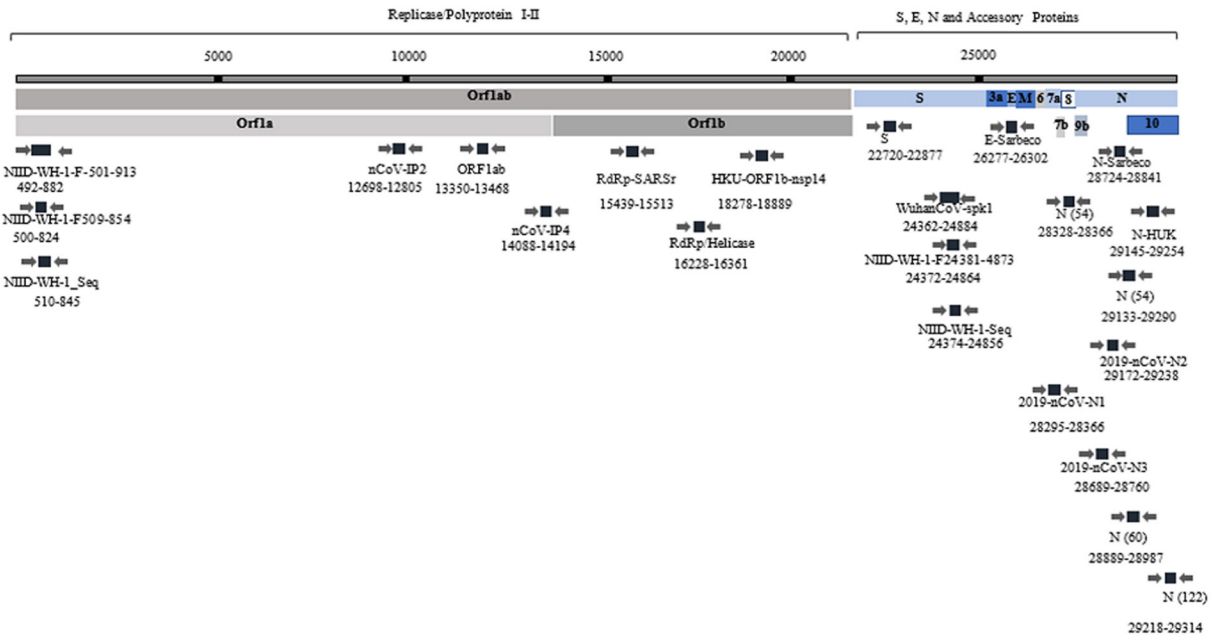 Replicase/Polyprotein I-II
S, E, N and Accessory Proteins
5000
10000
15000
20000
25000
Orf1ab
S
3a
E
M
6
7a
8
N
Orf1a
Orf1b
7b
9b
10
NIID-WH-1-F-501-913
492-882
nCoV-IP2
12698-12805
ORF1ab
13350-13468
RdRp-SARSr
15439-15513
HKU-ORF1b-nsp14
18278-18889
S
22720-22877
E-Sarbeco
26277-26302
N-Sarbeco
28724-28841
NIID-WH-1-F509-854
500-824
nCoV-IP4
14088-14194
RdRp/Helicase
16228-16361
WuhanCoV-spk1
24362-24884
N (54)
28328-28366
N-HUK
29145-29254
NIID-WH-1_Seq
510-845
NIID-WH-1-F24381-4873
24372-24864
N (54)
29133-29290
NIID-WH-1-Seq
24374-24856
2019-nCoV-N2
29172-29238
2019-nCoV-N1
28295-28366
2019-nCoV-N3
28689-28760
N (60)
28889-28987
N (122)
29218-29314